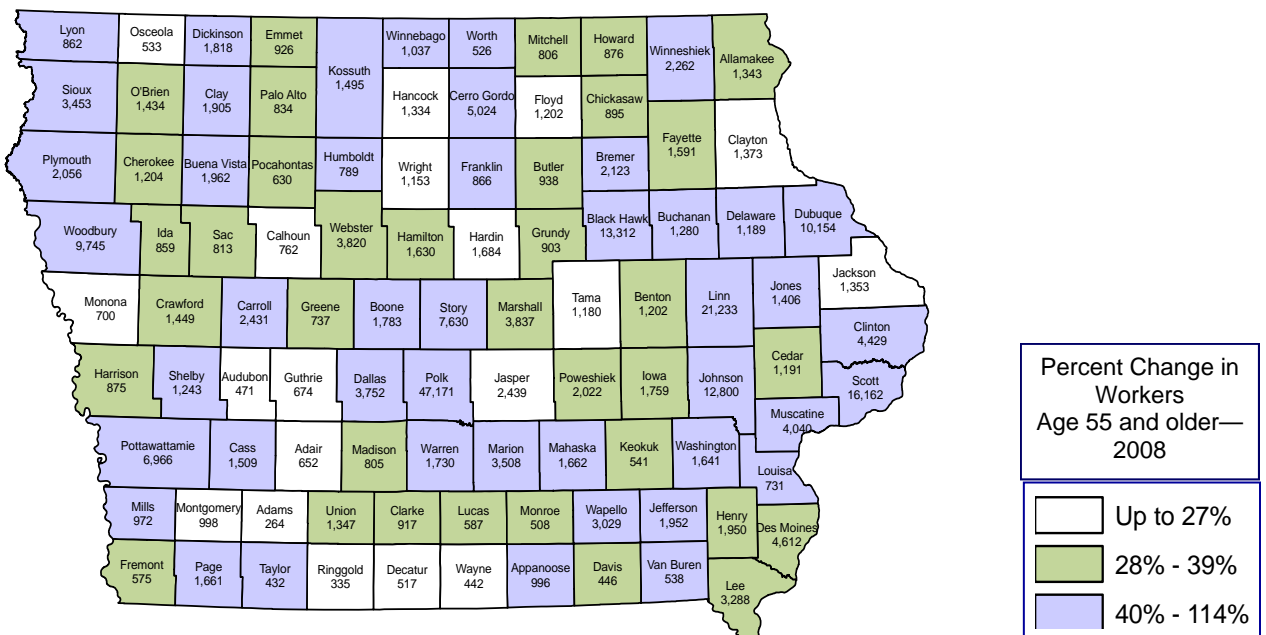 Lyon
862
Osceola
533
Dickinson
1,818
Emmet
926
Kossuth
1,495
Winnebago
1,037
Worth
526
Mitchell
806
Howard
876
Winneshiek
2,262
Allamakee
1,343
Sioux
3,453
O'Brien
1,434
Clay
1,905
Palo Alto
834
Hancock
1,334
Cerro Gordo
5,024
Floyd
1,202
Chickasaw
895
Fayette
1,591
Clayton
1,373
Plymouth
2,056
Cherokee
1,204
Buena Vista
1,962
Pocahontas
630
Humboldt
789
Wright
1,153
Franklin
866
Butler
938
Bremer
2,123
Woodbury
9,745
Ida
859
Sac
813
Calhoun
762
Webster
3,820
Hamilton
1,630
Hardin
1,684
Grundy
903
Black Hawk
13,312
Buchanan
1,280
Delaware
1,189
Dubuque
10,154
Monona
700
Crawford
1,449
Carroll
2,431
Greene
737
Boone
1,783
Story
7,630
Marshall
3,837
Tama
1,180
Benton
1,202
Linn
21,233
Jones
1,406
Jackson
1,353
Clinton
4,429
Harrison
875
Shelby
1,243
Audubon
471
Guthrie
674
Dallas
3,752
Polk
47,171
Jasper
2,439
Poweshiek
2,022
Iowa
1,759
Johnson
12,800
Cedar
1,191
Scott
16,162
Muscatine
4,040
Pottawattamie
6,966
Cass
1,509
Adair
652
Madison
805
Warren
1,730
Marion
3,508
Mahaska
1,662
Keokuk
541
Washington
1,641
Louisa
731
Mills
972
Montgomery
998
Adams
264
Union
1,347
Clarke
917
Lucas
587
Monroe
508
Wapello
3,029
Jefferson
1,952
Henry
1,950
Des Moines
4,612
Fremont
575
Page
1,661
Taylor
432
Ringgold
335
Decatur
517
Wayne
442
Appanoose
996
Davis
446
Van Buren
538
Lee
3,288
Percent Change in
Workers
Age 55 and older—
2008
Up to 27%
28% - 39%
40% - 114%